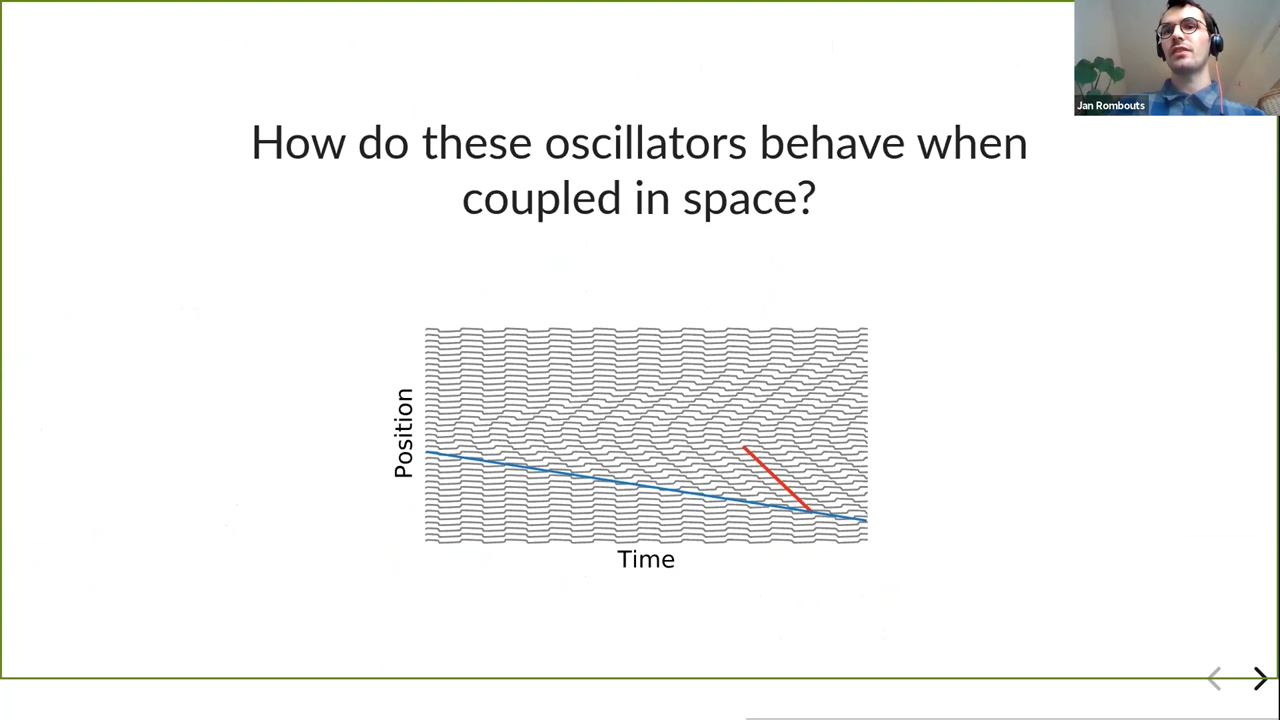 Jan Rombouts
How do these oscillators behave when
coupled in space?
Position
Time